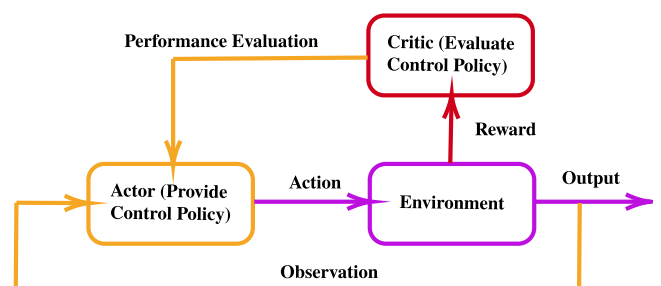 Performance Evaluation
Critic (Evaluate
Control Policy)
Reward
Actor (Provide
Control Policy)
Action
Environment
Output
Observation